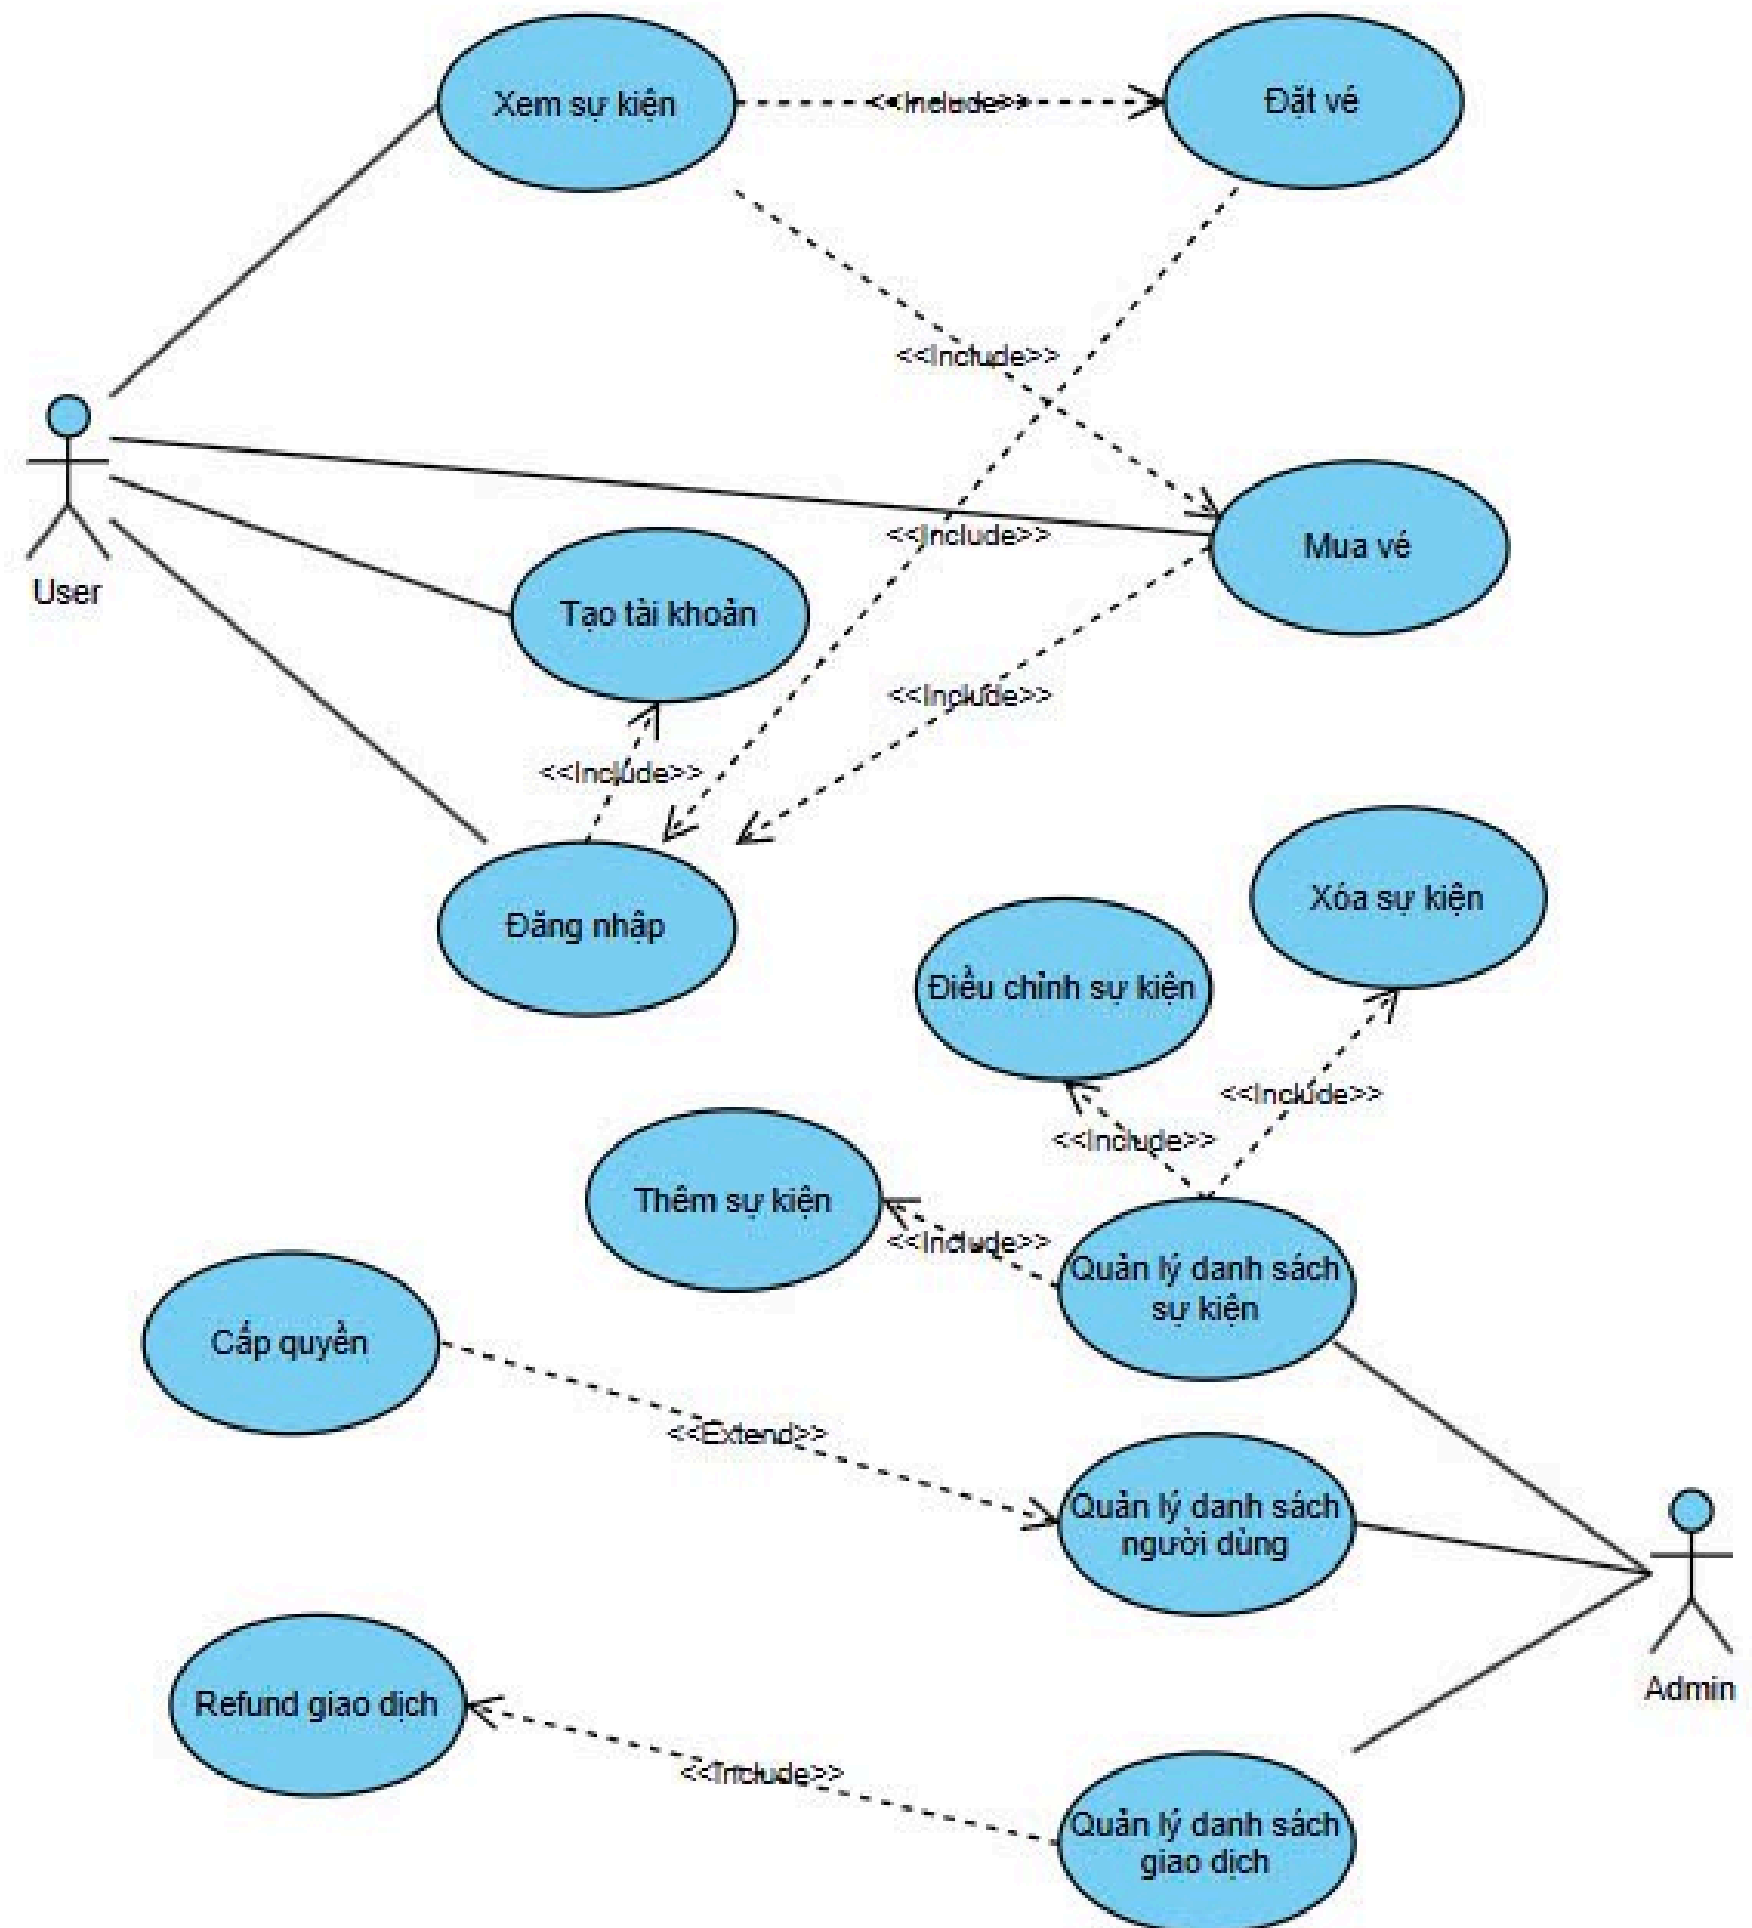 Xem sự kiện
<<Include>>
Đặt vé
<<Include>>
User
<<Include>>
Mua vé
Tạo tài khoản
<<Include>>
<<Include>>
Đăng nhập
Xóa sự kiện
Điều chỉnh sự kiện
<<Include>>
<<Include>>
Thêm sự kiện
<<Include>>
Quản lý danh sách
sự kiện
Cấp quyền
<<Extend>>
Quản lý danh sách
người dùng
Admin
Refund giao dịch
<<Include>>
Quản lý danh sách
giao dịch